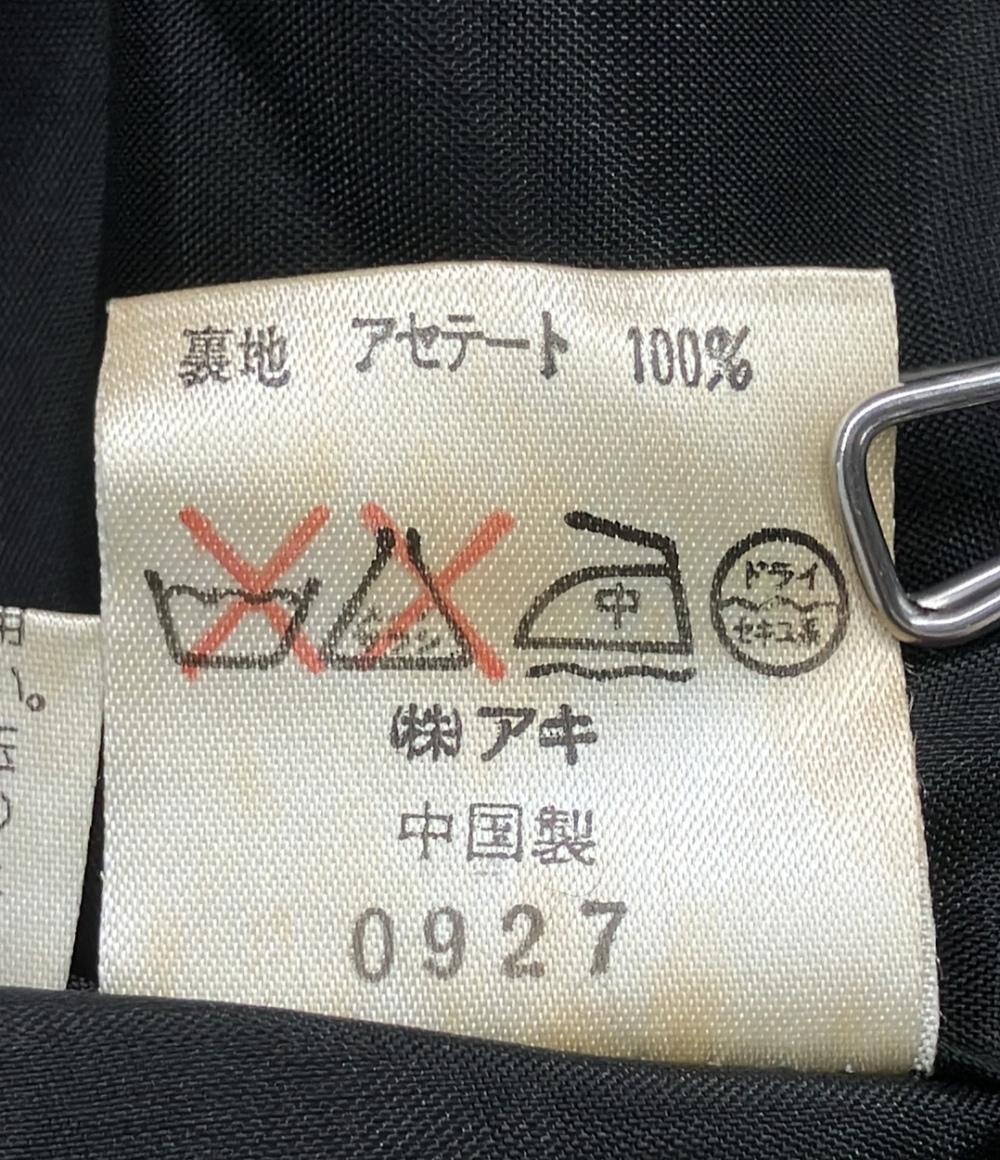 裏地 アセテート 100%
中 ドライ
セキユ系
(株)アキ
中国製
0927
い。